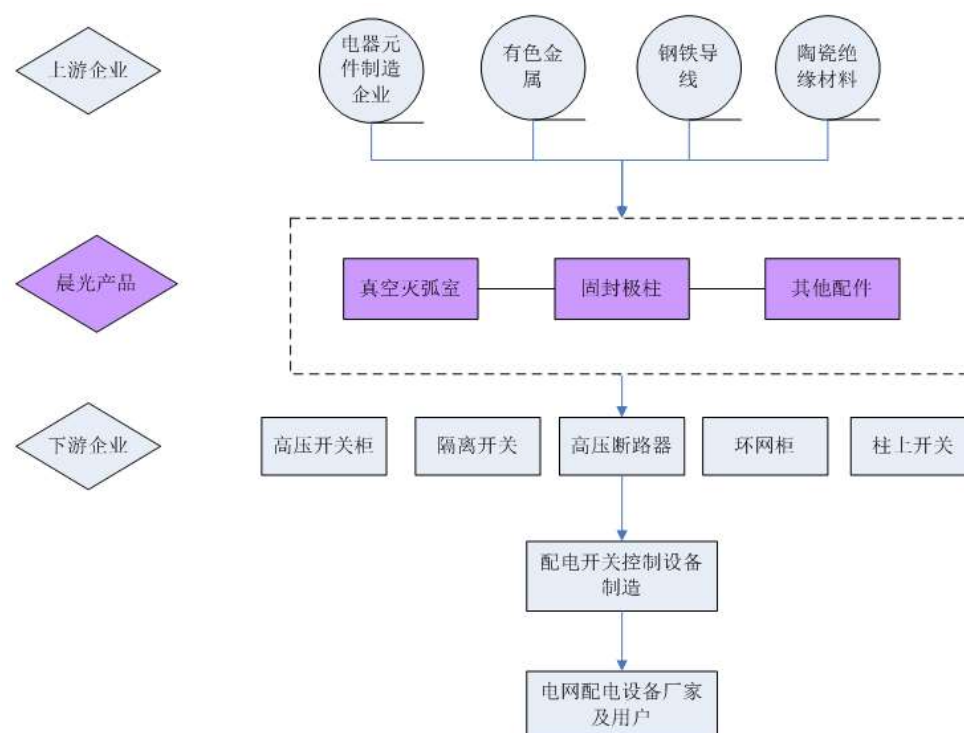 上游企业
电器元
件制造
企业
有色金
属
钢铁导
线
陶瓷绝
缘材料
晨光产品
真空灭弧室
固封极柱
其他配件
下游企业
高压开关柜
隔离开关
高压断路器
环网柜
柱上开关
配电开关控制设备
制造
电网配电设备厂家
及用户